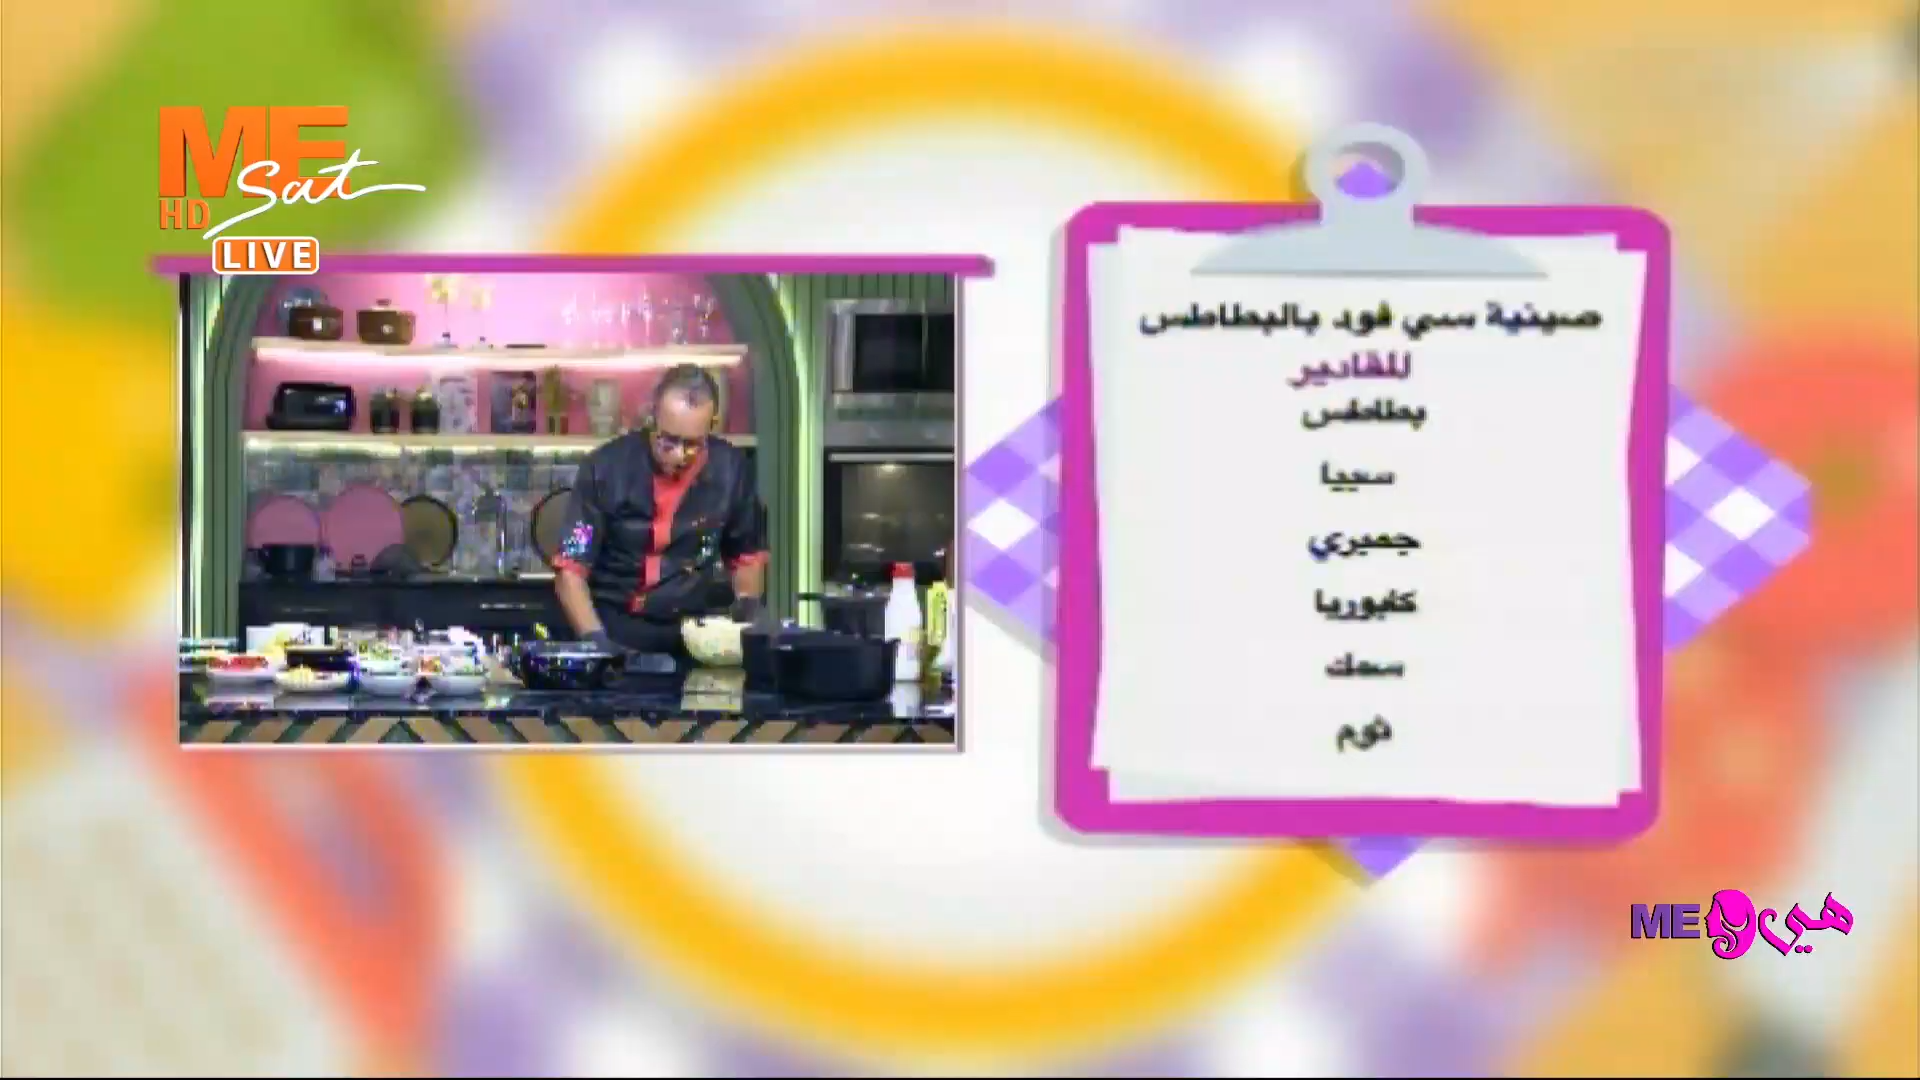 ME
Sat
HD
LIVE
صينية سي فود بالبطاطس
للمقادير
بطاطس
سبيا
جمبري
كابوريا
سمك
ثوم
ME هي